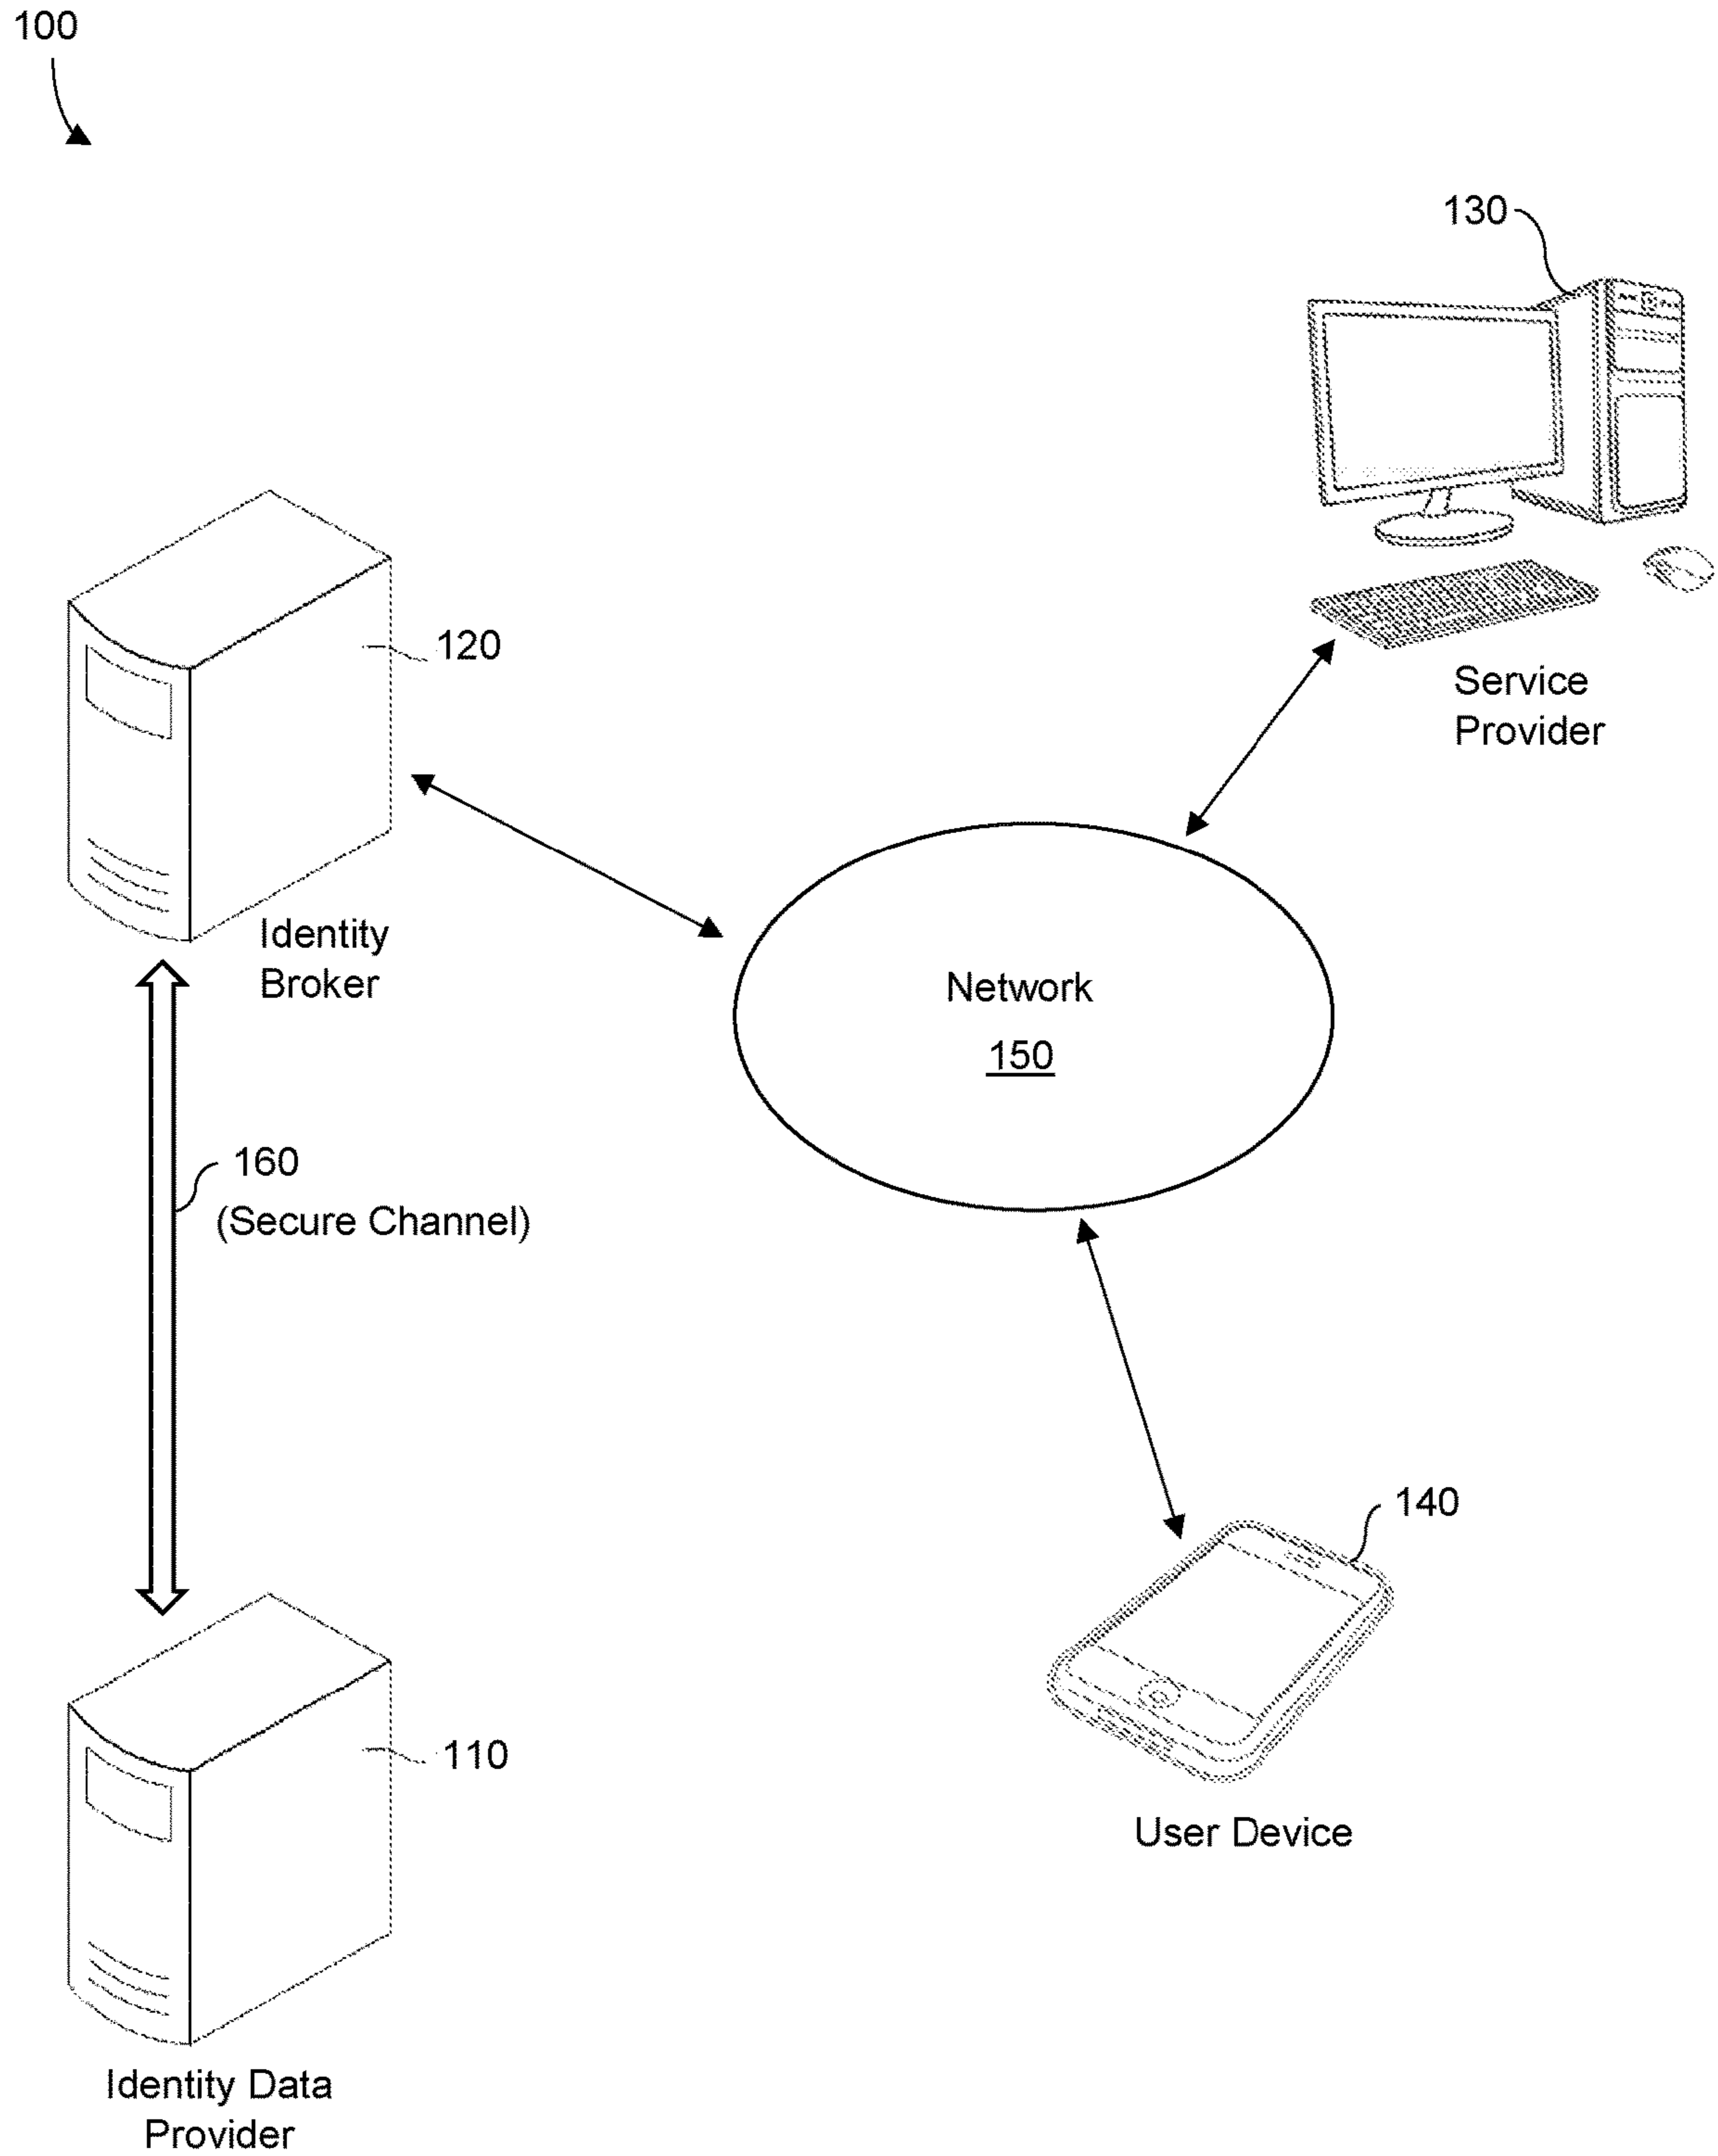 100
130
Service
Provider
120
Identity
Broker
Network
150
160
(Secure Channel)
140
User Device
110
Identity Data
Provider